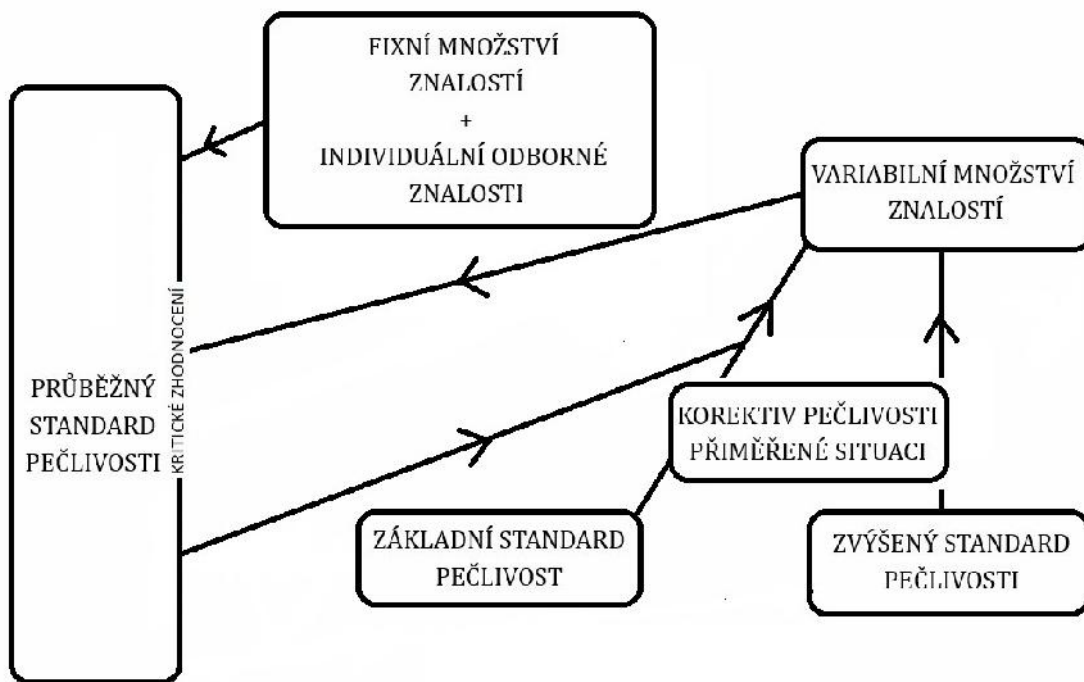 FIXNÍ MNOŽSTVÍ
ZNALOSTÍ
+
INDIVIDUÁLNÍ ODBORNÉ
ZNALOSTI
VARIABILNÍ MNOŽSTVÍ
ZNALOSTÍ
PRŮBĚŽNÝ
STANDARD
PEČLIVOSTI
KRITICKÉ ZHODNOCENÍ
KOREKTIV PEČLIVOSTI
PŘIMĚŘENÉ SITUACI
ZÁKLADNÍ STANDARD
PEČLIVOST
ZVÝŠENÝ STANDARD
PEČLIVOSTI